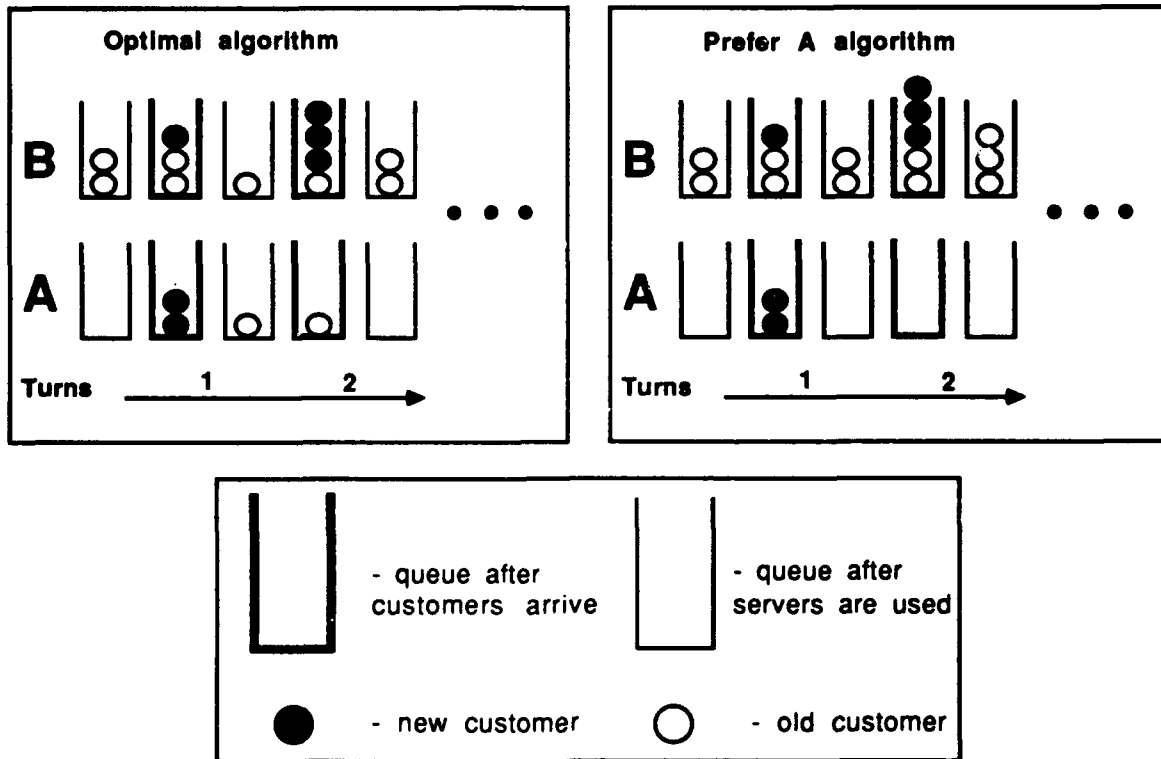 Optimal algorithm
B
A
Turns 1 2
Prefer A algorithm
B
A
Turns 1 2
- queue after
customers arrive
- queue after
servers are used
- new customer
- old customer